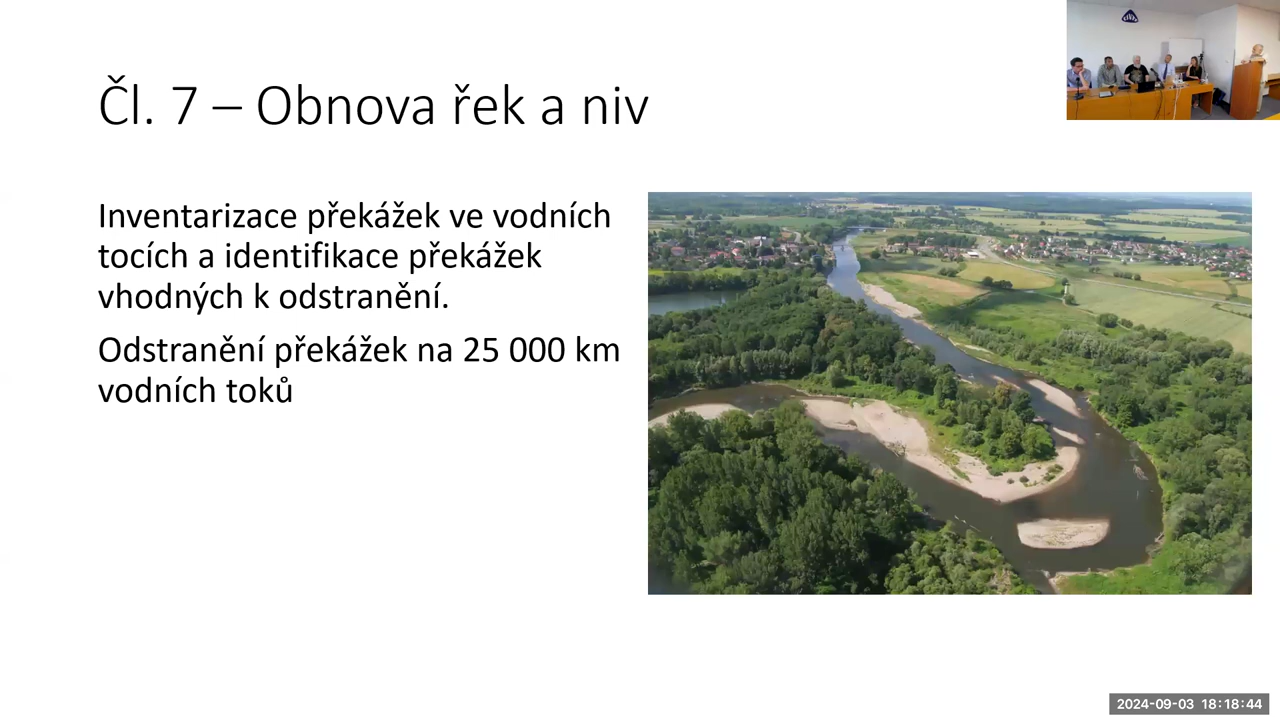 Čl. 7 – Obnova řek a niv
Inventarizace překážek ve vodních
tocích a identifikace překážek
vhodných k odstranění.
Odstranění překážek na 25 000 km
vodních toků
2024-09-03 18:18:44